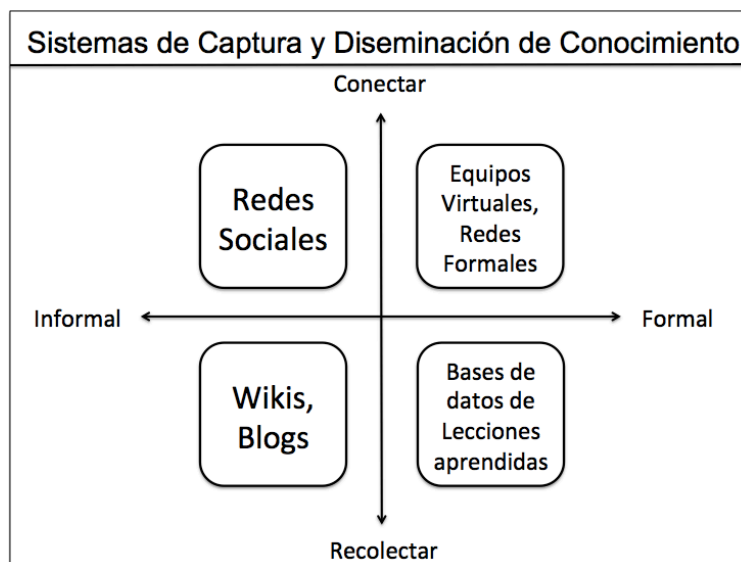 Sistemas de Captura y Diseminación de Conocimiento
Conectar
Redes
Sociales
Equipos
Virtuales,
Redes
Formales
Informal
Formal
Wikis,
Blogs
Bases de
datos de
Lecciones
aprendidas
Recolectar